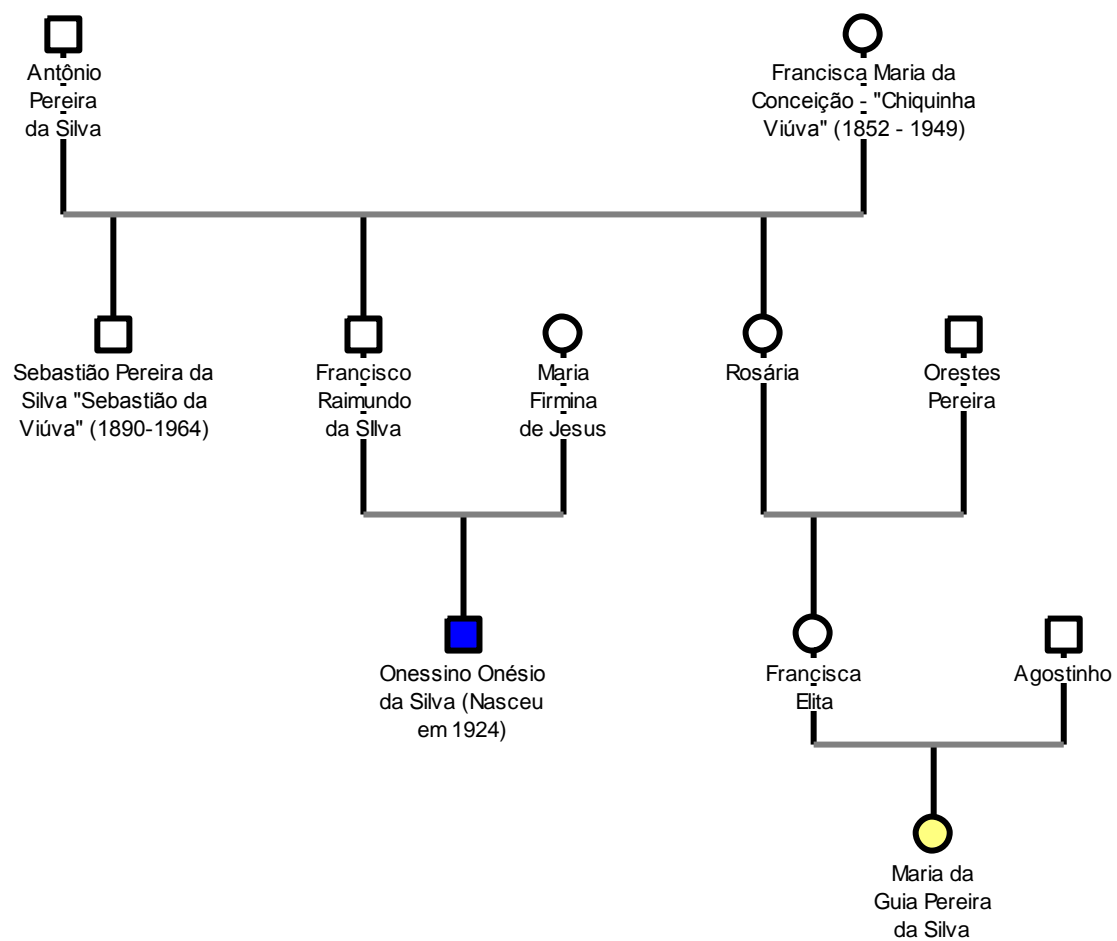 Antônio
Pereira
da Silva
Francisca Maria da
Conceição - "Chiquinha
Viúva" (1852 - 1949)
Sebastião Pereira da
Silva "Sebastião da
Viúva" (1890-1964)
Francisco
Raimundo
da SIlva
Maria
Firmina
de Jesus
Rosária
Orestes
Pereira
Onessino Onésio
da Silva (Nasceu
em 1924)
Francisca
Elita
Agostinho
Maria da
Guia Pereira
da Silva